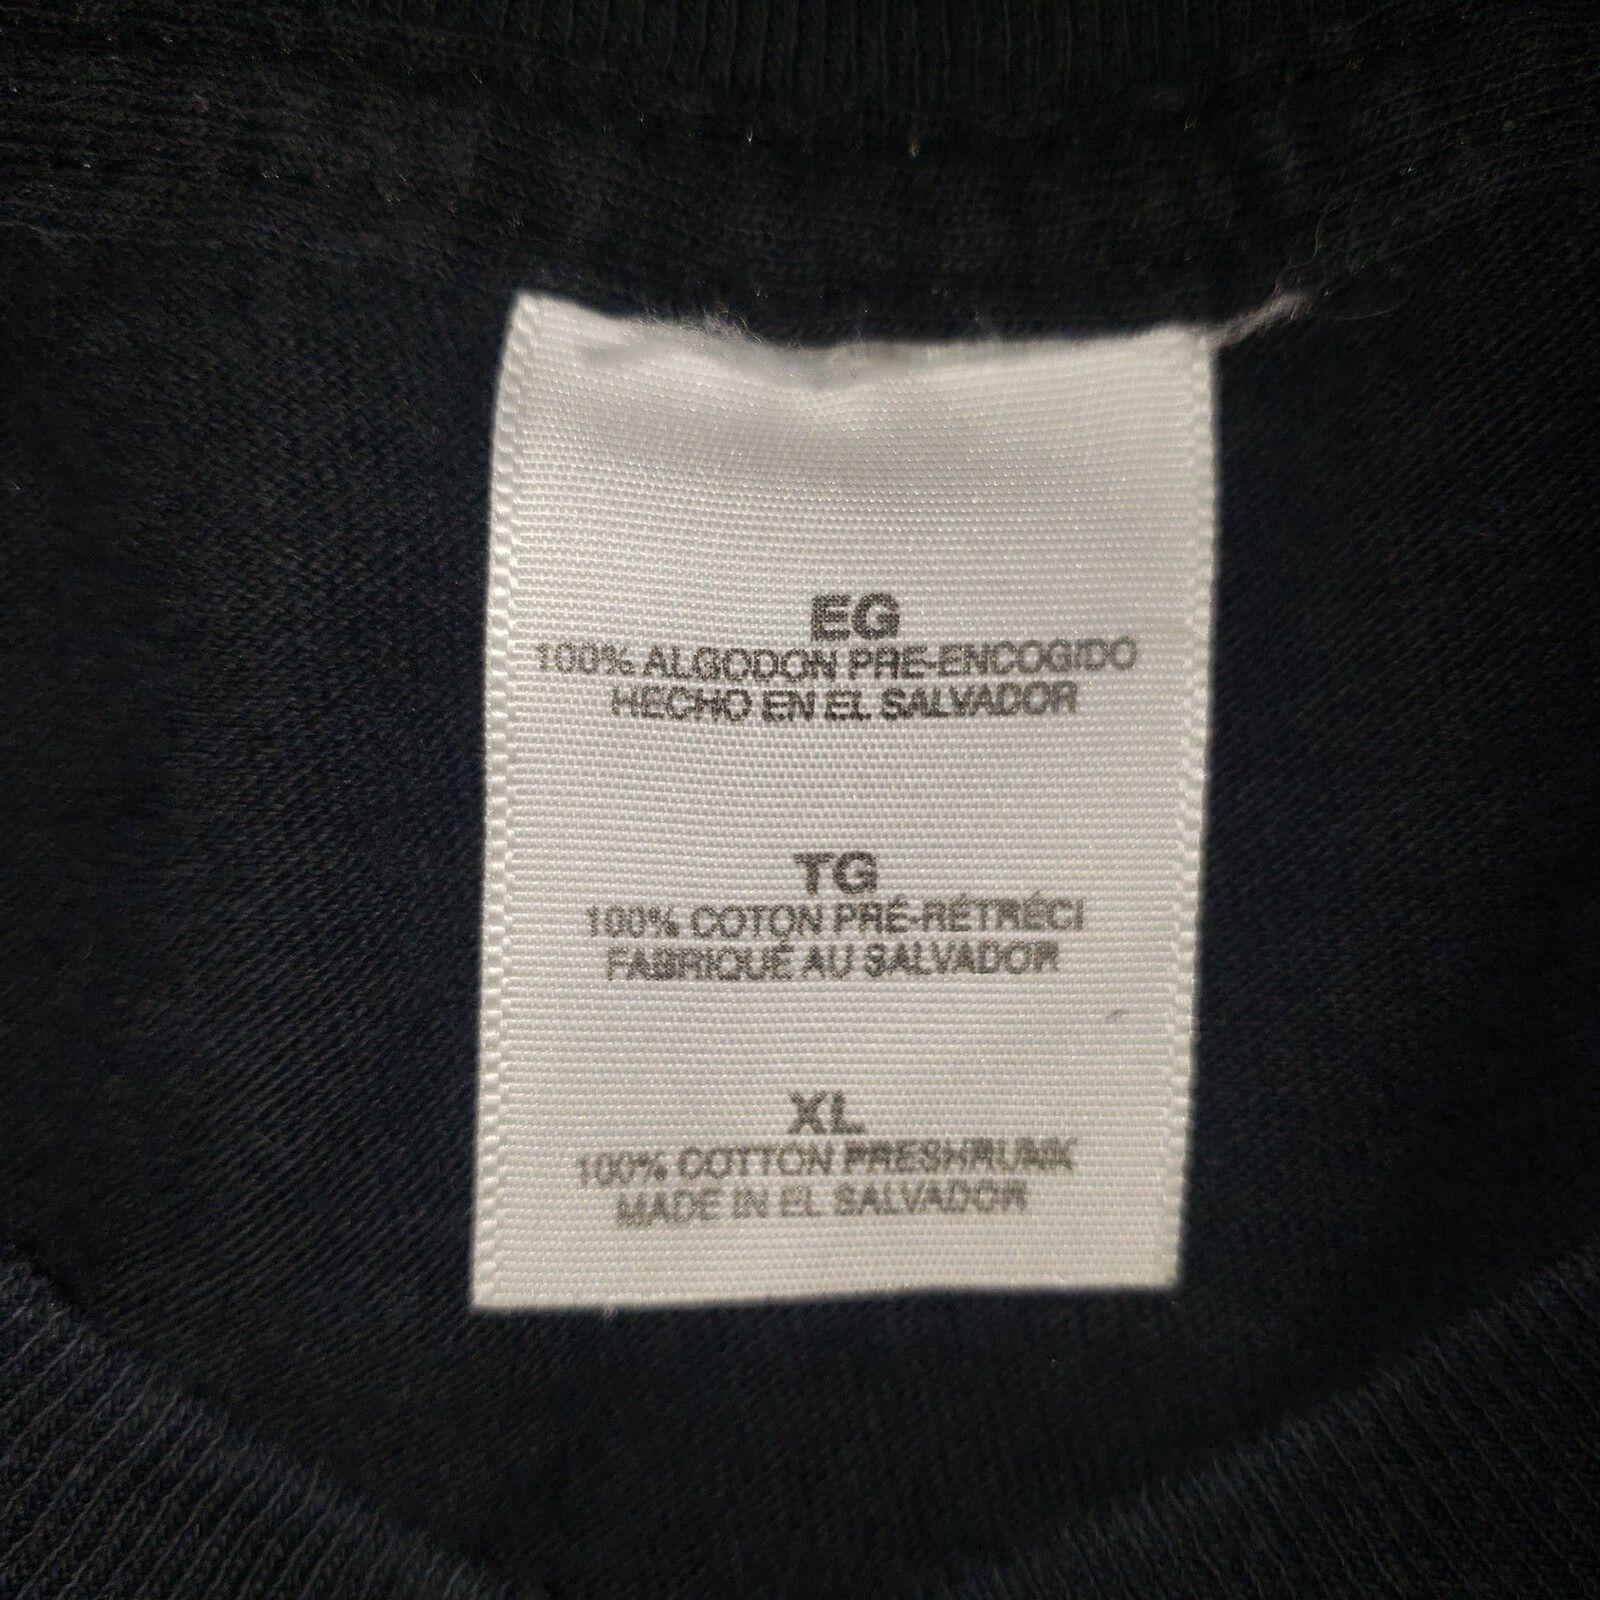 EG
100% ALGODON PRE-ENCOGIDO
HECHO EN EL SALVADOR
TG
100% COTON PRÉ-RÉTRÉCI
FABRIQUÉ AU SALVADOR
XL
100% COTTON PRESHRUNK
MADE IN EL SALVADOR